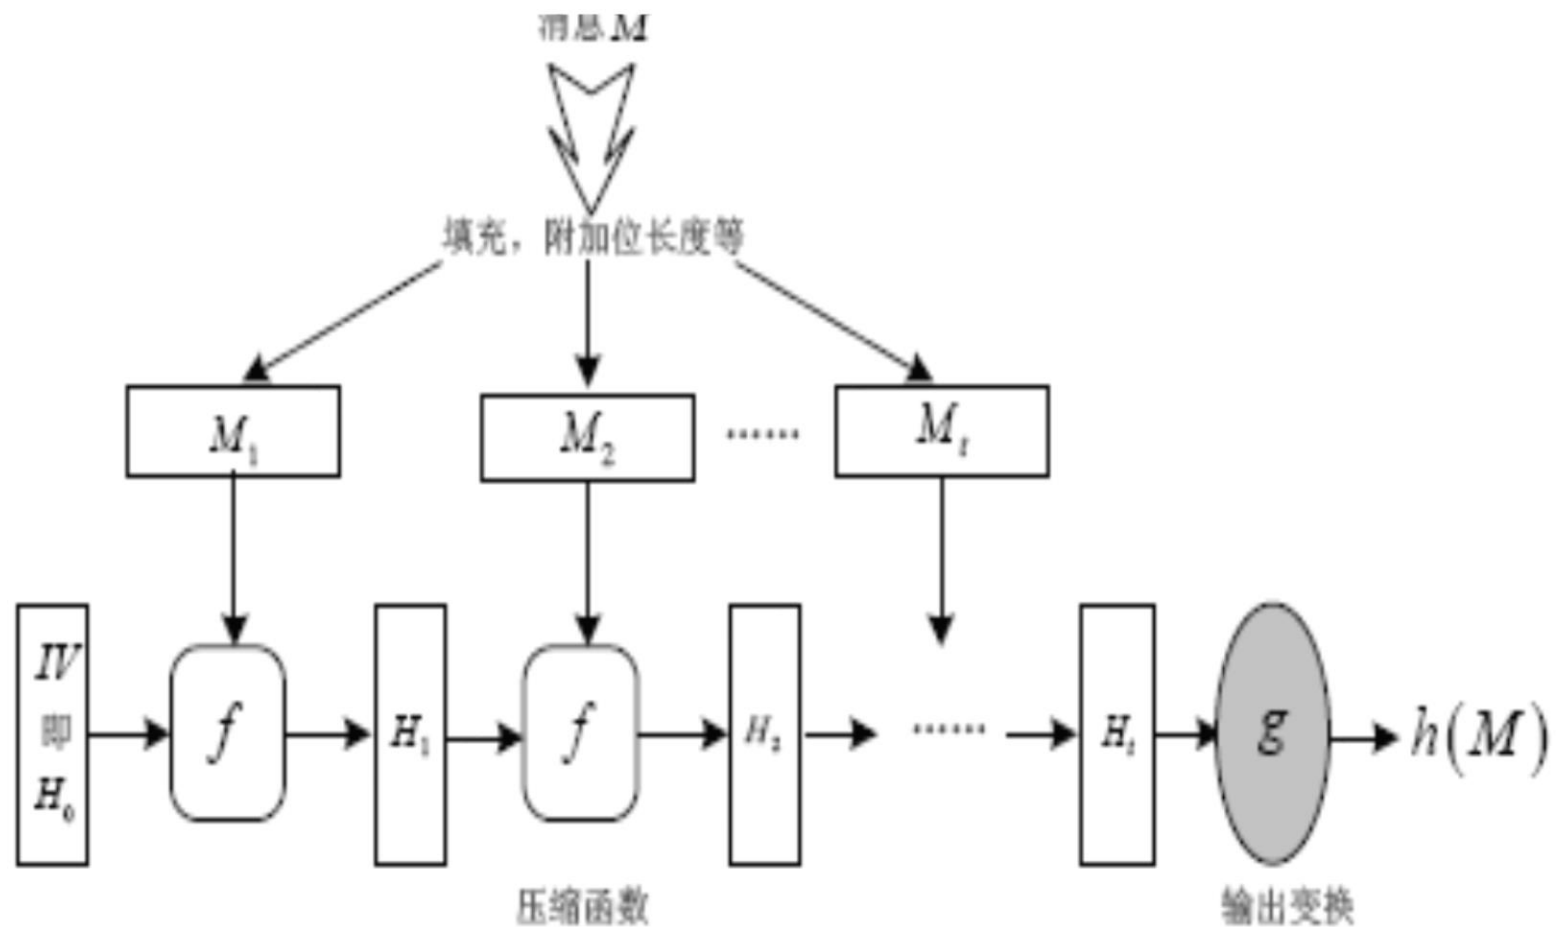 消息 M
填充，附加位长度等
M₁
M₂
……
Mₜ
IV
即
H₀
f
H₁
f
H₂
……
Hₜ
g
h(M)
压缩函数
输出变换